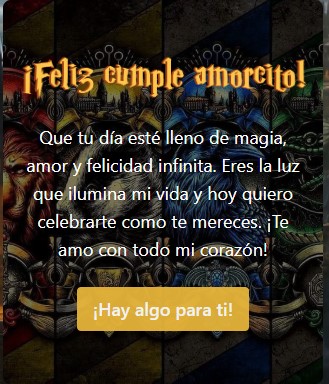 ¡Feliz cumple amorcito!
Que tu día esté lleno de magia,
amor y felicidad infinita. Eres la luz
que ilumina mi vida y hoy quiero
celebrarte como te mereces. ¡Te
amo con todo mi corazón!
¡Hay algo para ti!